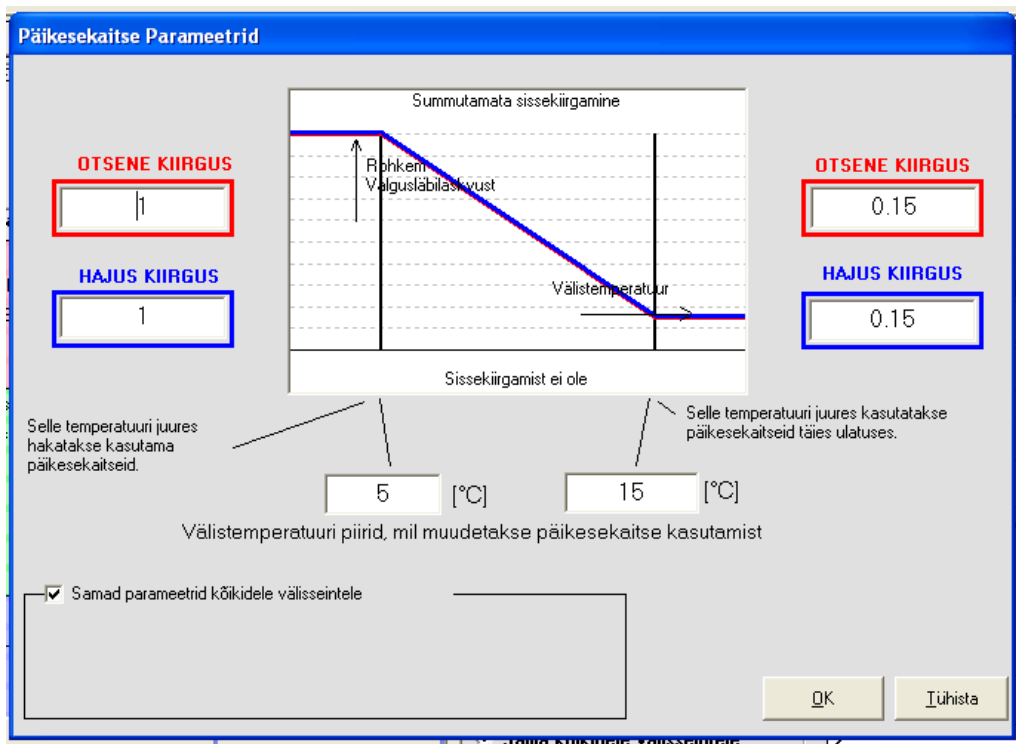 Päikesekaitse Parameetrid
Summutamata sissekiirgamine
OTSENE KIIRGUS
1
Rohkem
Valgusläbilaskvust
OTSENE KIIRGUS
0.15
HAJUS KIIRGUS
1
Välistemperatuur
HAJUS KIIRGUS
0.15
Sissekiirgamist ei ole
Selle temperatuuri juures
hakatakse kasutama
päikesekaitseid.
Selle temperatuuri juures kasutatakse
päikesekaitseid täies ulatuses.
5 [°C]
15 [°C]
Välistemperatuuri piirid, mil muudetakse päikesekaitse kasutamist
Samad parameetrid kõikidele välisseintele
OK
Tühista